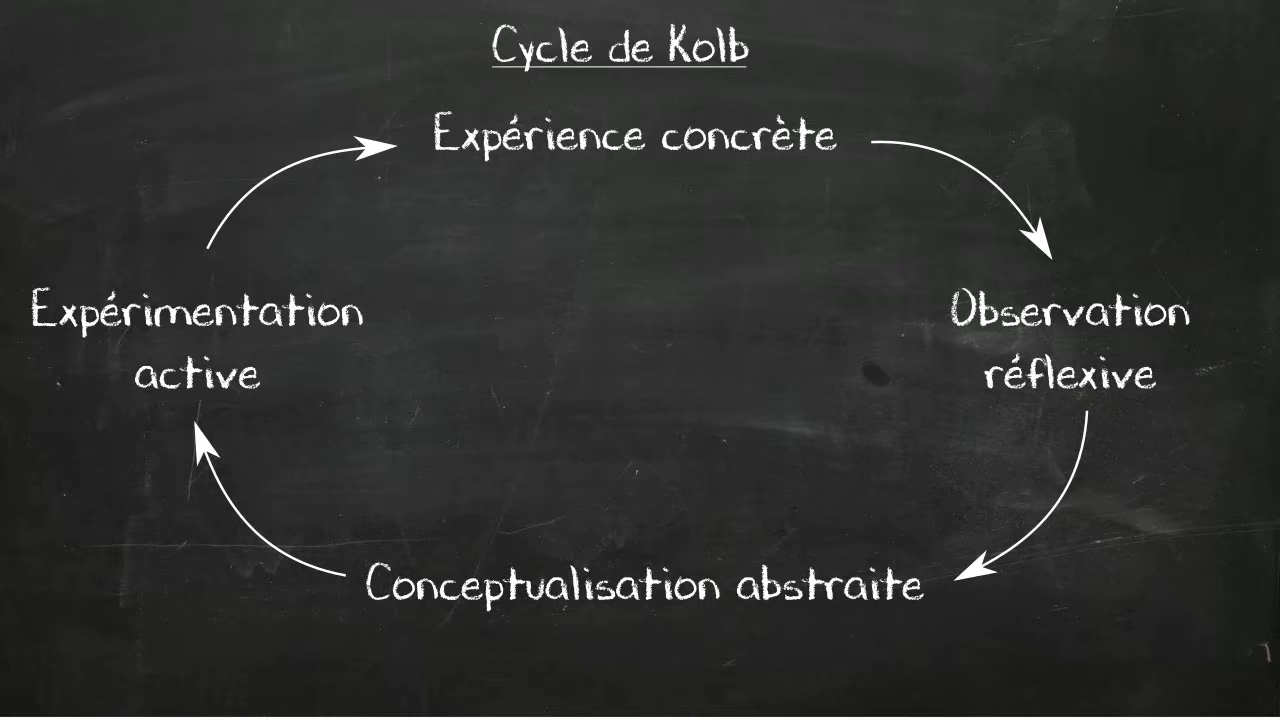 Cycle de Kolb
Expérience concrète
Expérimentation
active
Observation
réflexive
Conceptualisation abstraite